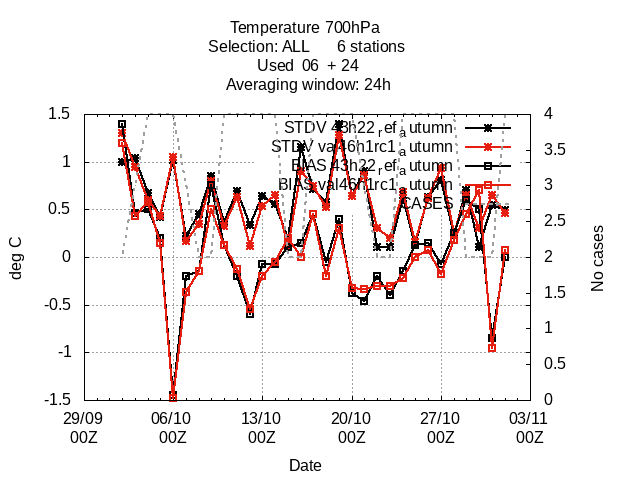 Temperature 700hPa
Selection: ALL 6 stations
Used 06 + 24
Averaging window: 24h
STDV 43h22_ref_autumn
STDV val46h1rc1_autumn
BIAS 43h22_ref_autumn
BIAS val46h1rc1_autumn
CASES
1.5
1
0.5
0
-0.5
-1
-1.5
deg C
4
3.5
3
2.5
2
1.5
1
0.5
0
No cases
29/09 06/10 13/10 20/10 27/10 03/11
00Z 00Z 00Z 00Z 00Z 00Z
Date